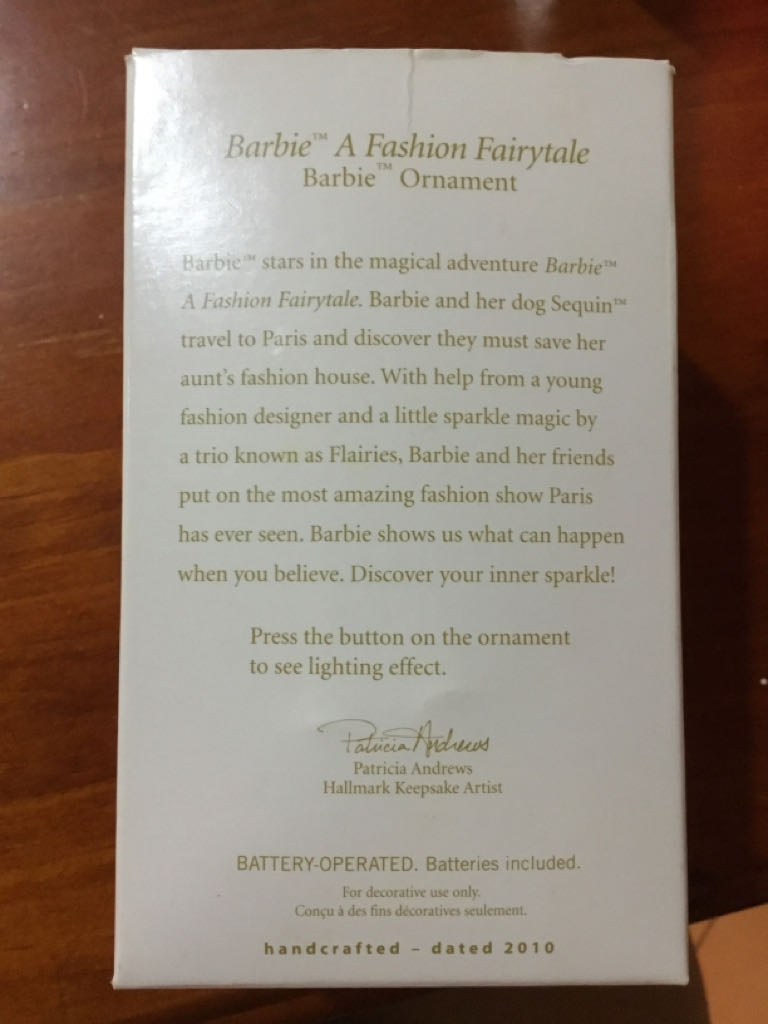 Barbie™ A Fashion Fairytale
Barbie™ Ornament
Barbie™ stars in the magical adventure Barbie™
A Fashion Fairytale. Barbie and her dog Sequin™
travel to Paris and discover they must save her
aunt's fashion house. With help from a young
fashion designer and a little sparkle magic by
a trio known as Flairies, Barbie and her friends
put on the most amazing fashion show Paris
has ever seen. Barbie shows us what can happen
when you believe. Discover your inner sparkle!
Press the button on the ornament
to see lighting effect.
Patricia Andrews
Patricia Andrews
Hallmark Keepsake Artist
BATTERY-OPERATED. Batteries included.
For decorative use only.
Conçu à des fins décoratives seulement.
handcrafted – dated 2010